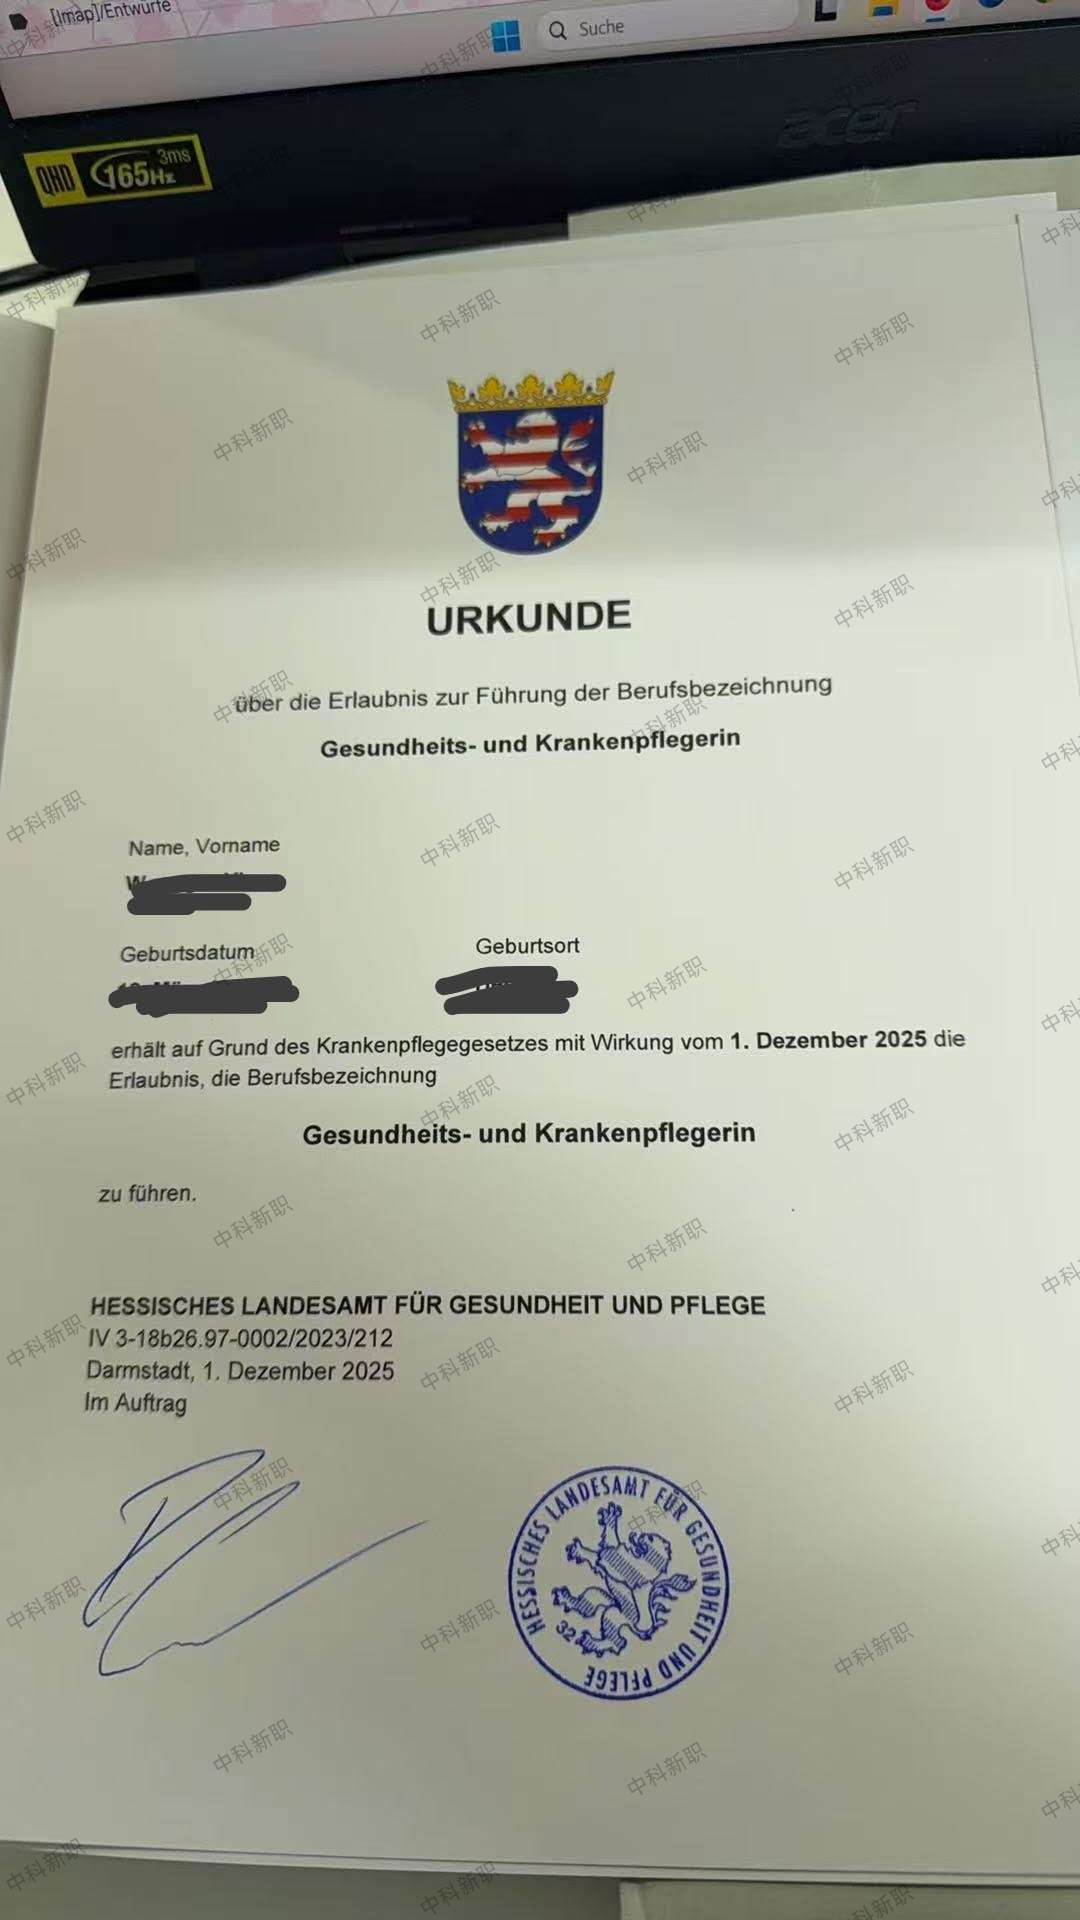 [Imap]/Entwürfe
Suche
acer
QHD 165Hz 3ms
URKUNDE
über die Erlaubnis zur Führung der Berufsbezeichnung
Gesundheits- und Krankenpflegerin
Name, Vorname
Geburtsdatum
Geburtsort
erhält auf Grund des Krankenpflegegesetzes mit Wirkung vom 1. Dezember 2025 die
Erlaubnis, die Berufsbezeichnung
Gesundheits- und Krankenpflegerin
zu führen.
HESSISCHES LANDESAMT FÜR GESUNDHEIT UND PFLEGE
IV 3-18b26.97-0002/2023/212
Darmstadt, 1. Dezember 2025
Im Auftrag
HESSISCHES LANDESAMT FÜR GESUNDHEIT UND PFLEGE
32
中科新职